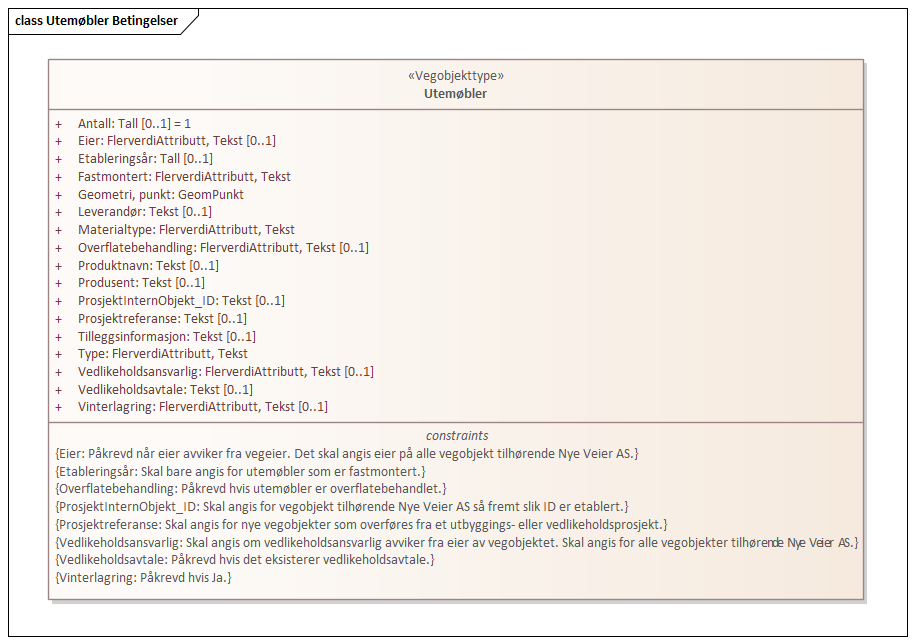 class Utemøbler Betingelser
«Vegobjekttype»
Utemøbler
+ Antall: Tall [0..1] = 1
+ Eier: FlerverdiAttributt, Tekst [0..1]
+ Etableringsår: Tall [0..1]
+ Fastmontert: FlerverdiAttributt, Tekst
+ Geometri, punkt: GeomPunkt
+ Leverandør: Tekst [0..1]
+ Materialtype: FlerverdiAttributt, Tekst
+ Overflatebehandling: FlerverdiAttributt, Tekst [0..1]
+ Produktnavn: Tekst [0..1]
+ Produsent: Tekst [0..1]
+ ProsjektInternObjekt_ID: Tekst [0..1]
+ Prosjektreferanse: Tekst [0..1]
+ Tilleggsinformasjon: Tekst [0..1]
+ Type: FlerverdiAttributt, Tekst
+ Vedlikeholdsansvarlig: FlerverdiAttributt, Tekst [0..1]
+ Vedlikeholdsavtale: Tekst [0..1]
+ Vinterlagring: FlerverdiAttributt, Tekst [0..1]
constraints
{Eier: Påkrevd når eier avviker fra vegeier. Det skal angis eier på alle vegobjekt tilhørende Nye Veier AS.}
{Etableringsår: Skal bare angis for utemøbler som er fastmontert.}
{Overflatebehandling: Påkrevd hvis utemøbler er overflatebehandlet.}
{ProsjektInternObjekt_ID: Skal angis for vegobjekt tilhørende Nye Veier AS så fremt slik ID er etablert.}
{Prosjektreferanse: Skal angis for nye vegobjekter som overføres fra et utbyggings- eller vedlikeholdsprosjekt.}
{Vedlikeholdsansvarlig: Skal angis om vedlikeholdsansvarlig avviker fra eier av vegobjektet. Skal angis for alle vegobjekter tilhørende Nye Veier AS.}
{Vedlikeholdsavtale: Påkrevd hvis det eksisterer vedlikeholdsavtale.}
{Vinterlagring: Påkrevd hvis Ja.}